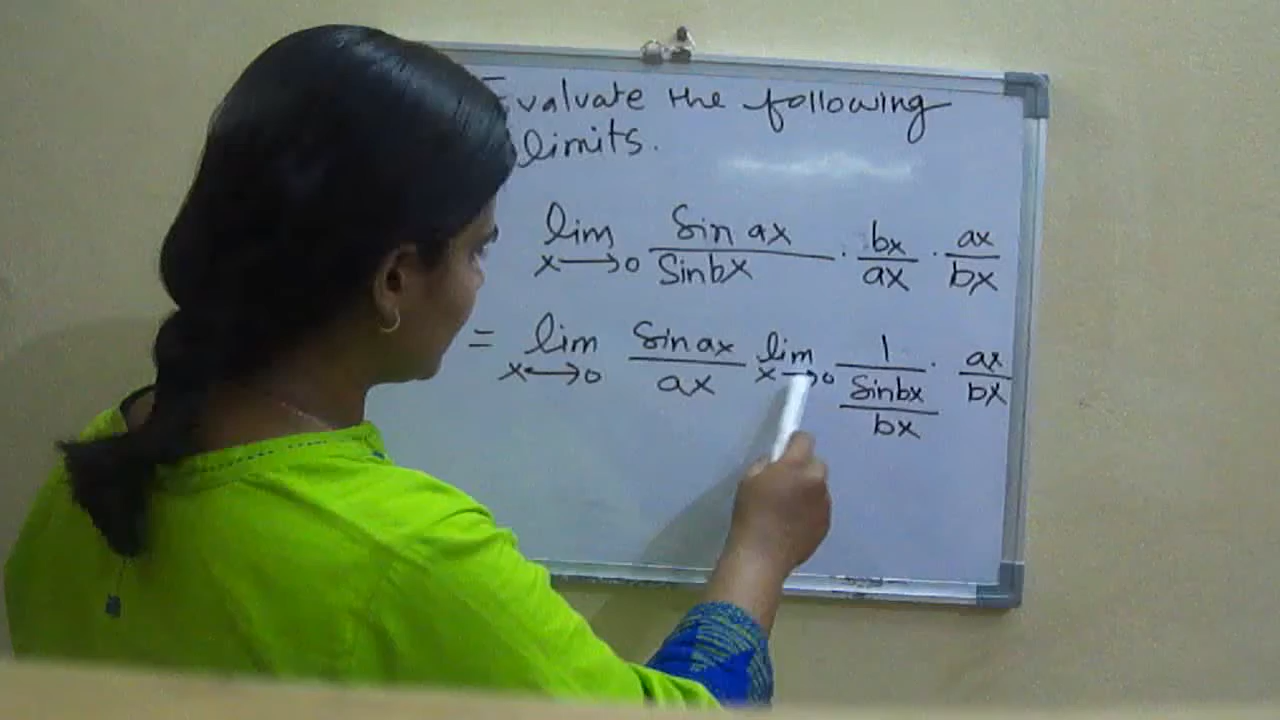 Evaluate the following
limits.
lim x→0 Sin ax / Sinbx · bx/ax · ax/bx
= lim x→0 Sin ax / ax lim x→0 1 / (Sinbx / bx) · ax/bx